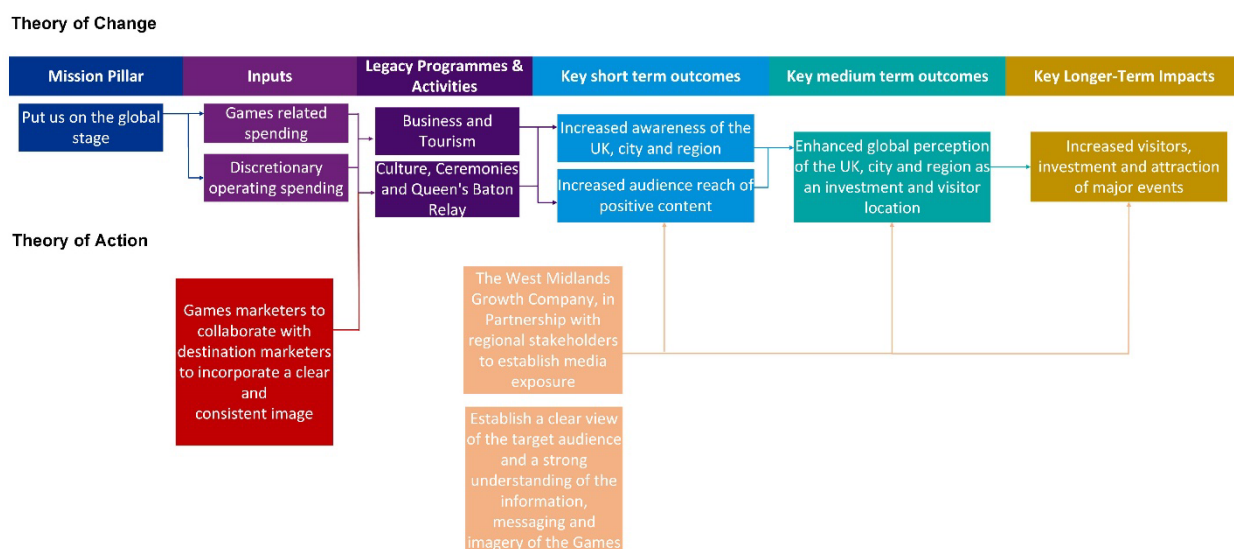 Theory of Change
Mission Pillar
Inputs
Legacy Programmes &
Activities
Key short term outcomes
Key medium term outcomes
Key Longer-Term Impacts
Put us on the global
stage
Games related
spending
Discretionary
operating spending
Business and
Tourism
Culture, Ceremonies
and Queen's Baton
Relay
Increased awareness of the
UK, city and region
Increased audience reach of
positive content
Enhanced global perception
of the UK, city and region as
an investment and visitor
location
Increased visitors,
investment and attraction
of major events
Theory of Action
Games marketers to
collaborate with
destination marketers
to incorporate a clear
and
consistent image
The West Midlands
Growth Company, in
Partnership with
regional stakeholders
to establish media
exposure
Establish a clear view
of the target audience
and a strong
understanding of the
information,
messaging and
imagery of the Games